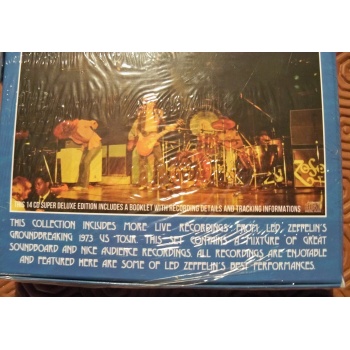 THIS 14 CD SUPER DELUXE EDITION INCLUDES A BOOKLET WITH RECORDING DETAILS AND TRACKING INFORMATIONS
THIS COLLECTION INCLUDES MORE LIVE RECORDINGS FROM LED ZEPPELIN'S
GROUNDBREAKING 1973 US TOUR. THIS SET CONTAINS A MIXTURE OF GREAT
SOUNDBOARD AND NICE AUDIENCE RECORDINGS. ALL RECORDINGS ARE ENJOYABLE
AND FEATURED HERE ARE SOME OF LED ZEPPELIN'S BEST PERFORMANCES.